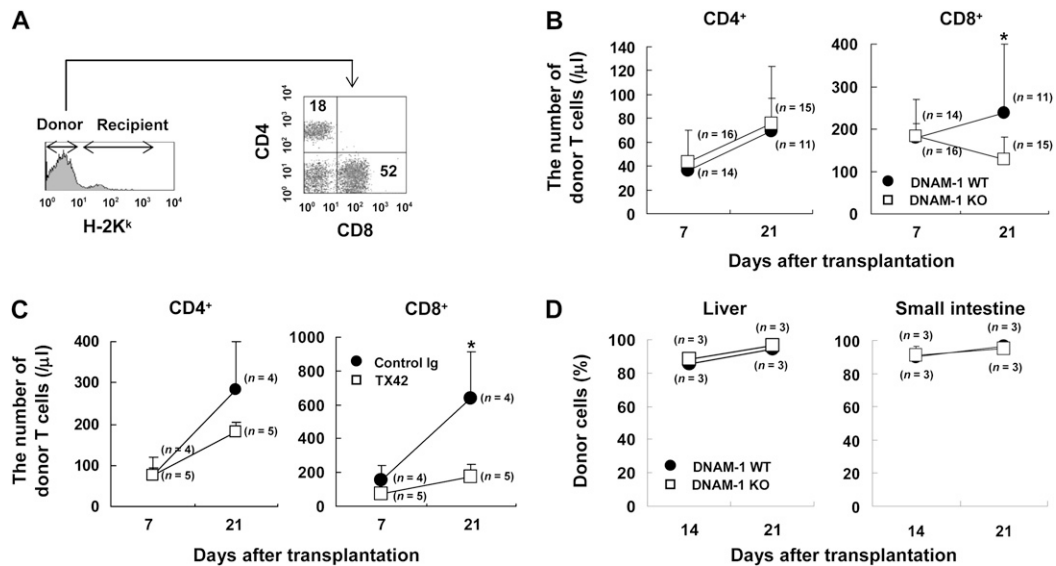 A
Donor
Recipient
10⁰ 10¹ 10² 10³ 10⁴
H-2Kᵏ
CD4
10⁴
10³
10²
10¹
10⁰
18
52
10⁰ 10¹ 10² 10³ 10⁴
CD8
B
CD4⁺
CD8⁺
The number of
donor T cells (/µl)
140
120
100
80
60
40
20
0
(n = 16)
(n = 14)
(n = 15)
(n = 11)
7
21
400
300
200
100
0
*
(n = 14)
(n = 16)
(n = 11)
(n = 15)
DNAM-1 WT
DNAM-1 KO
7
21
Days after transplantation
C
CD4⁺
CD8⁺
The number of
donor T cells (/µl)
400
300
200
100
0
(n = 4)
(n = 5)
(n = 4)
(n = 5)
7
21
1000
800
600
400
200
0
*
Control Ig
TX42
(n = 4)
(n = 5)
(n = 4)
(n = 5)
7
21
Days after transplantation
D
Liver
Small intestine
Donor cells (%)
100
80
60
40
20
0
(n = 3)
(n = 3)
(n = 3)
(n = 3)
DNAM-1 WT
DNAM-1 KO
14
21
100
80
60
40
20
0
(n = 3)
(n = 3)
(n = 3)
(n = 3)
14
21
Days after transplantation